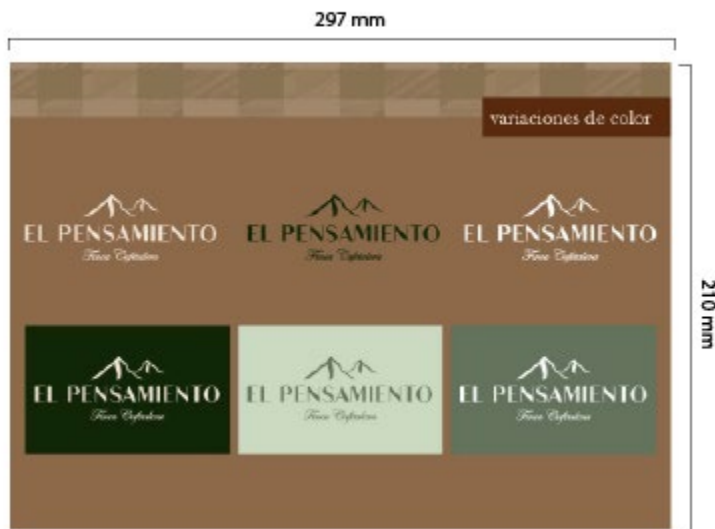 297 mm
variaciones de color
EL PENSAMIENTO
Finca Cafetalera
EL PENSAMIENTO
Finca Cafetalera
EL PENSAMIENTO
Finca Cafetalera
210 mm
EL PENSAMIENTO
Finca Cafetalera
EL PENSAMIENTO
Finca Cafetalera
EL PENSAMIENTO
Finca Cafetalera